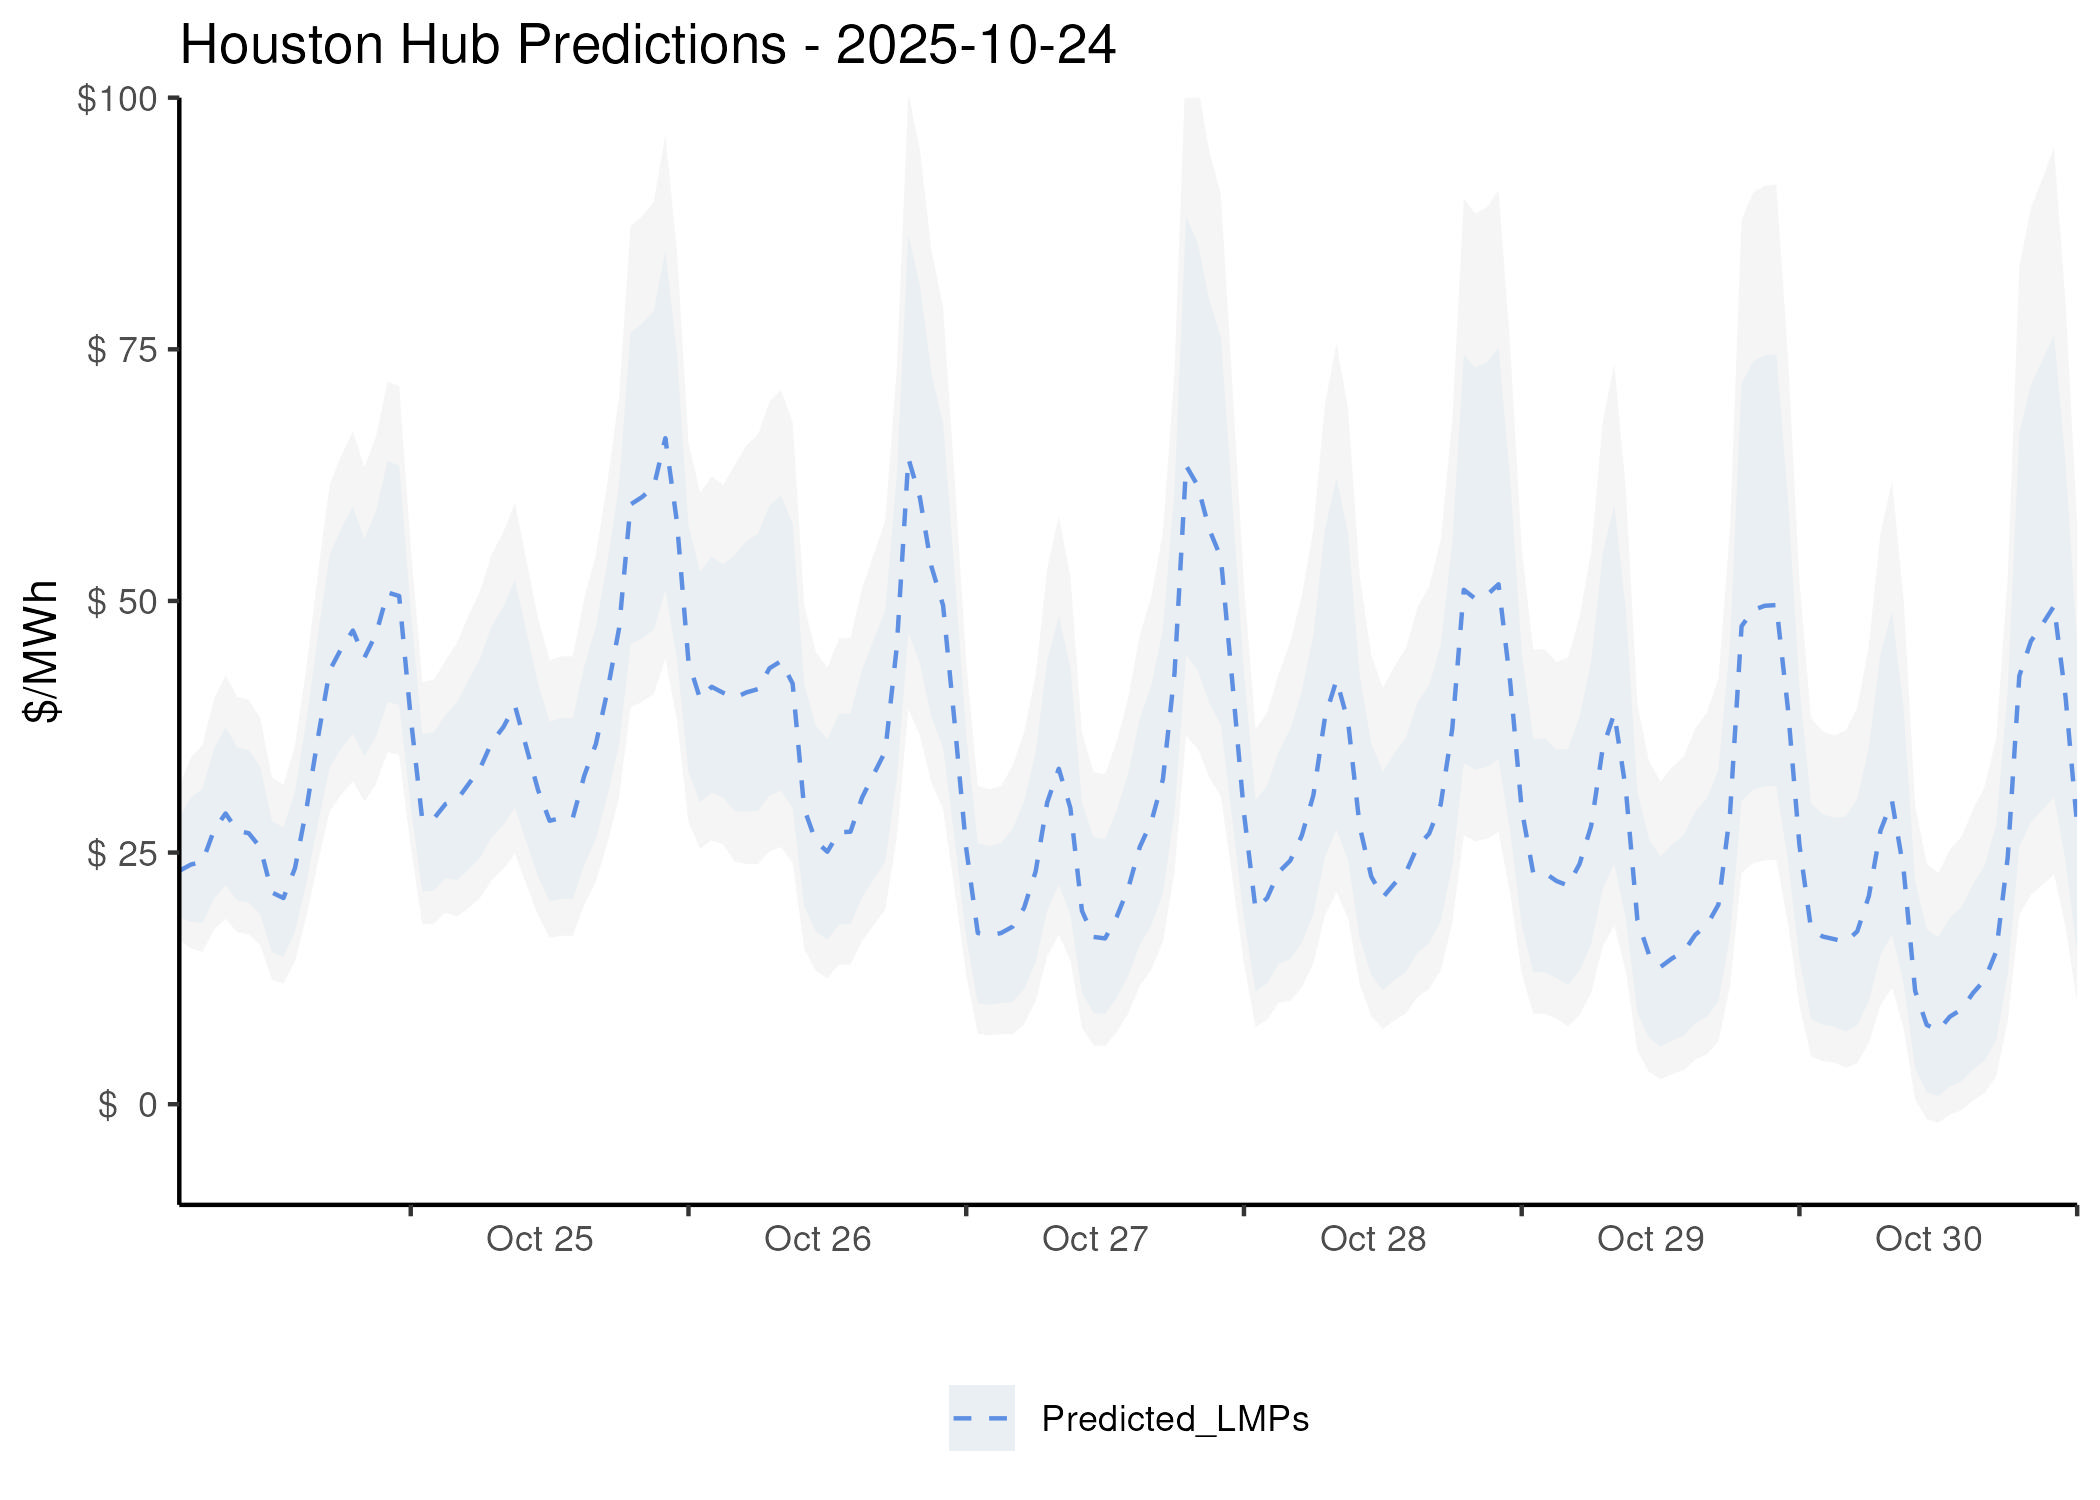 Houston Hub Predictions - 2025-10-24
$/MWh
$100
$ 75
$ 50
$ 25
$  0
Oct 25 Oct 26 Oct 27 Oct 28 Oct 29 Oct 30
Predicted_LMPs